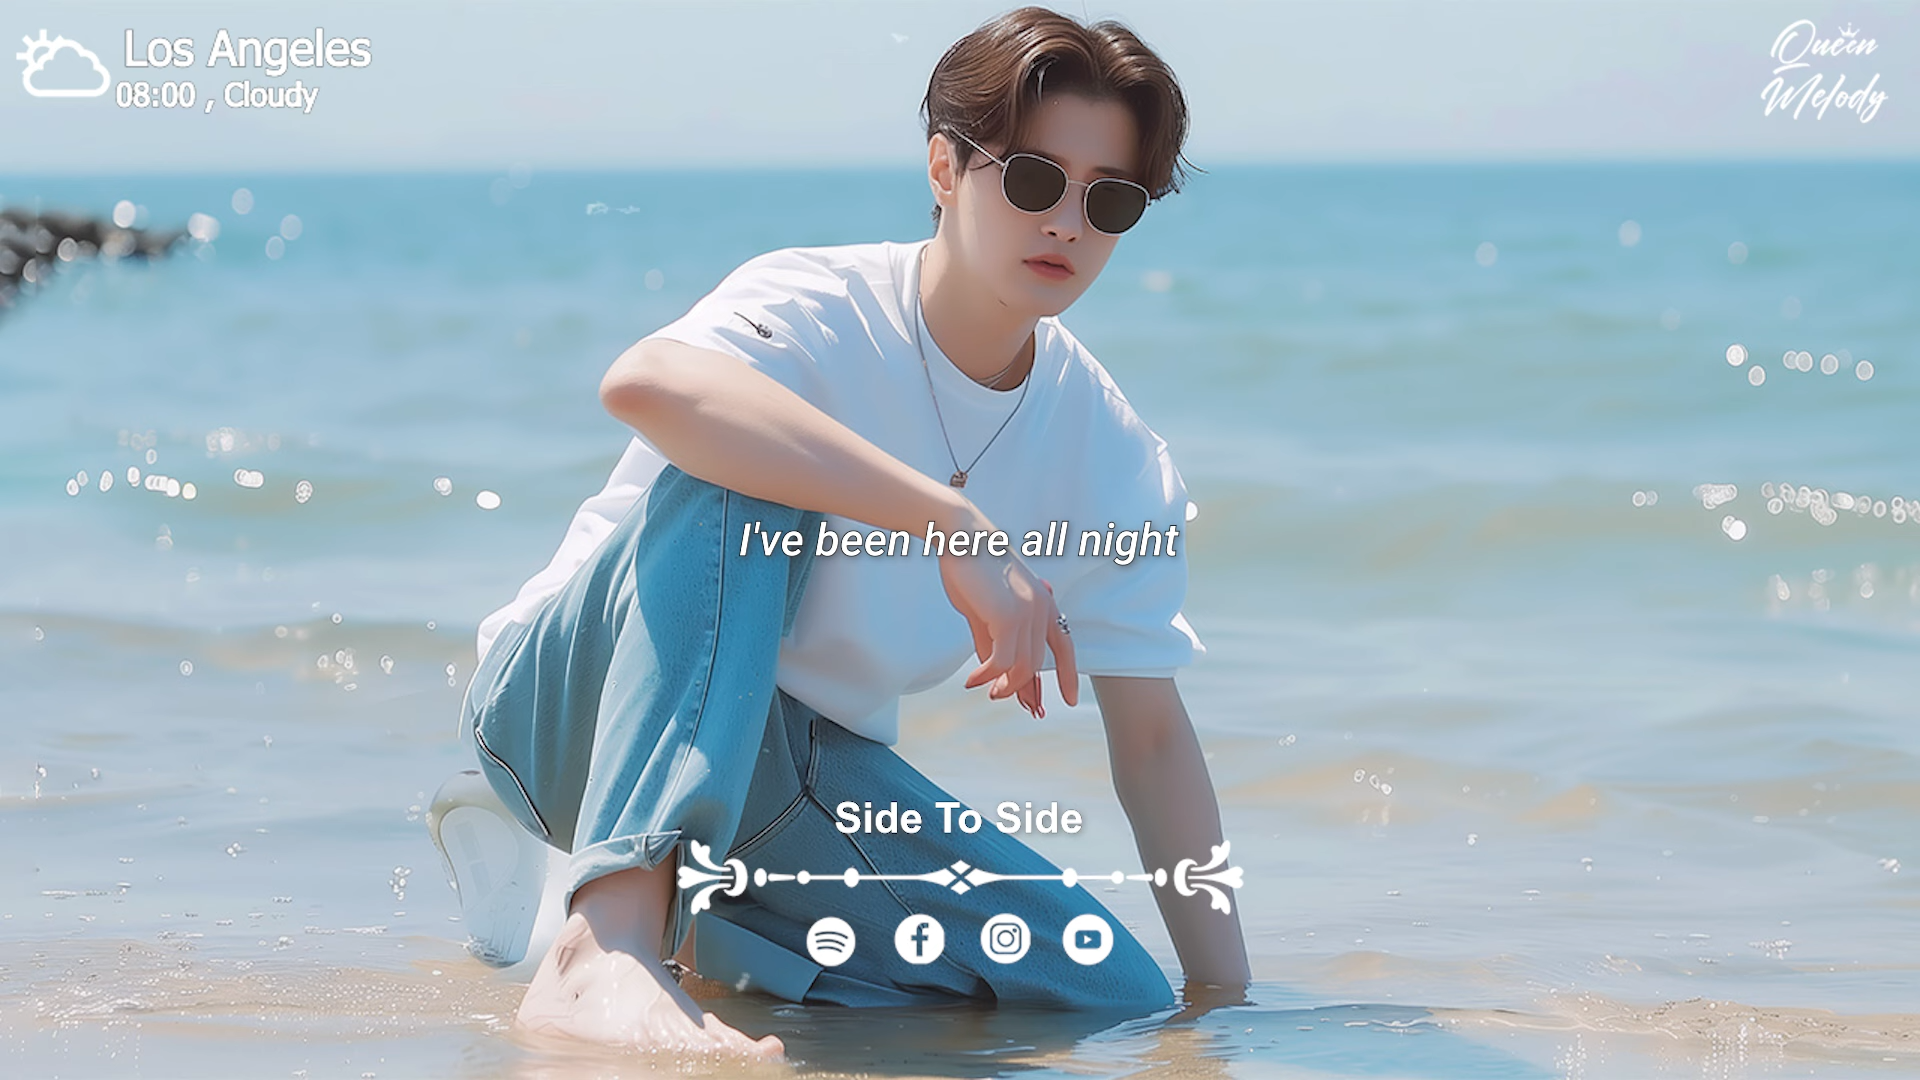 Los Angeles
08:00 , Cloudy
Queen
Melody
I've been here all night
Side To Side